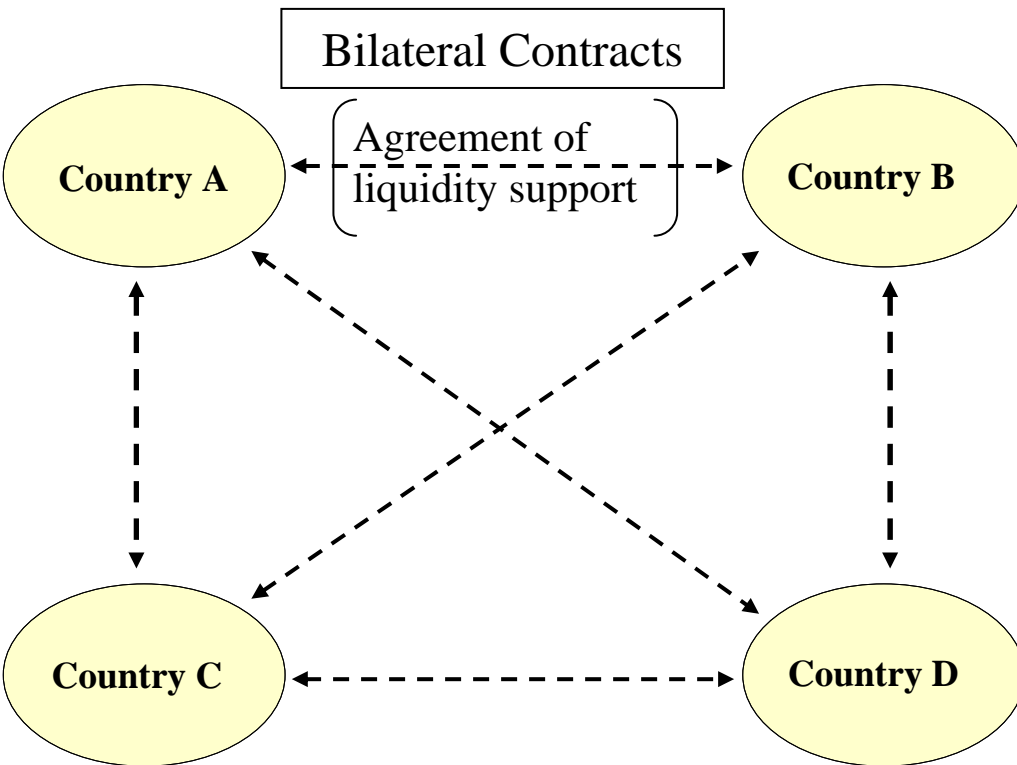 Bilateral Contracts
Agreement of
liquidity support
Country A
Country B
Country C
Country D